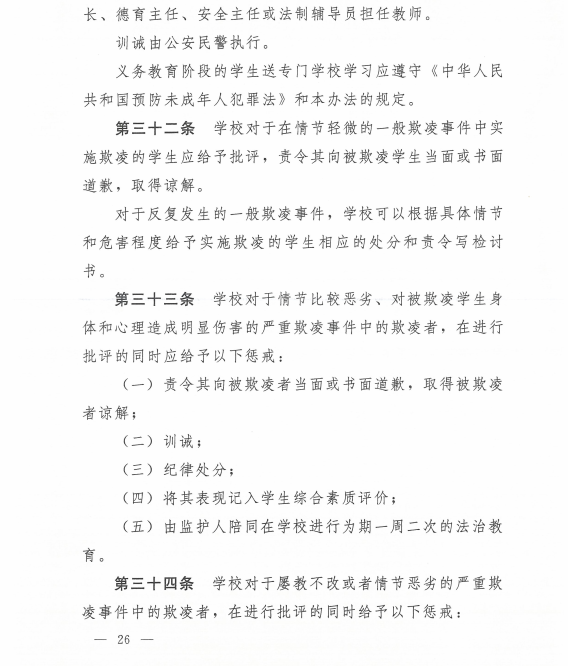 长、德育主任、安全主任或法制辅导员担任教师。
训诫由公安民警执行。
义务教育阶段的学生送专门学校学习应遵守《中华人民
共和国预防未成年人犯罪法》和本办法的规定。
第三十二条 学校对于在情节轻微的一般欺凌事件中实
施欺凌的学生应给予批评，责令其向被欺凌学生当面或书面
道歉，取得谅解。
对于反复发生的一般欺凌事件，学校可以根据具体情节
和危害程度给予实施欺凌的学生相应的处分和责令写检讨
书。
第三十三条 学校对于情节比较恶劣、对被欺凌学生身
体和心理造成明显伤害的严重欺凌事件中的欺凌者，在进行
批评的同时应给予以下惩戒：
（一）责令其向被欺凌者当面或书面道歉，取得被欺凌
者谅解；
（二）训诫；
（三）纪律处分；
（四）将其表现记入学生综合素质评价；
（五）由监护人陪同在学校进行为期一周二次的法治教
育。
第三十四条 学校对于屡教不改或者情节恶劣的严重欺
凌事件中的欺凌者，在进行批评的同时给予以下惩戒：
— 26 —